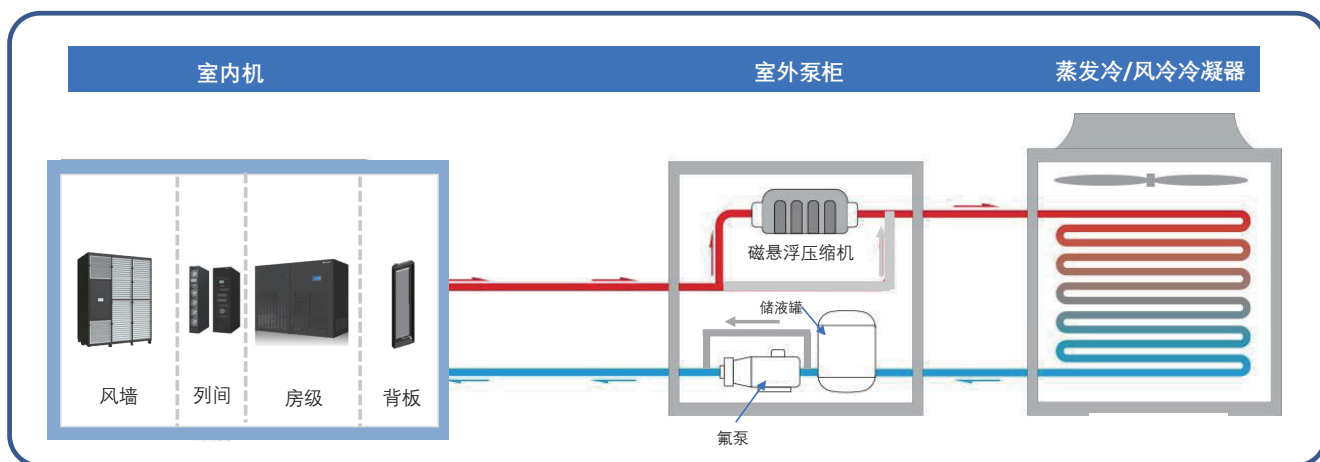 室内机
室外泵柜
蒸发冷/风冷冷凝器
磁悬浮压缩机
储液罐
风墙
列间
房级
背板
氟泵